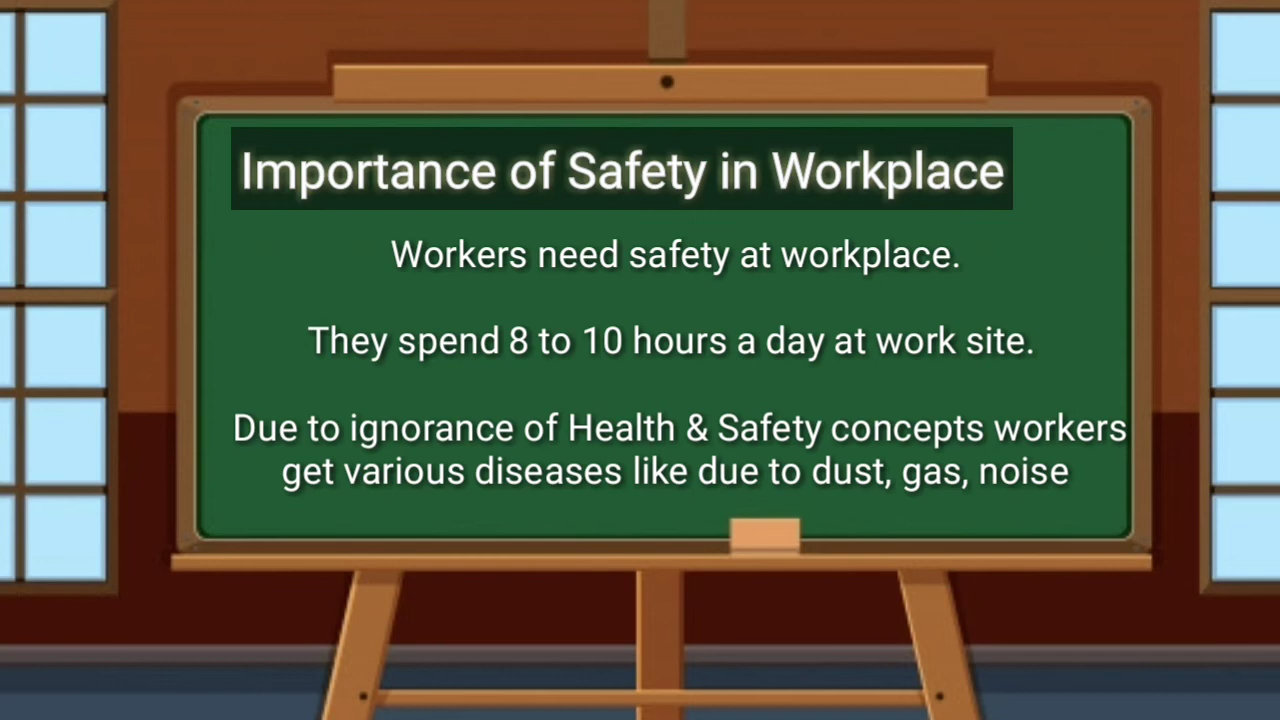 Importance of Safety in Workplace
Workers need safety at workplace.
They spend 8 to 10 hours a day at work site.
Due to ignorance of Health & Safety concepts workers
get various diseases like due to dust, gas, noise